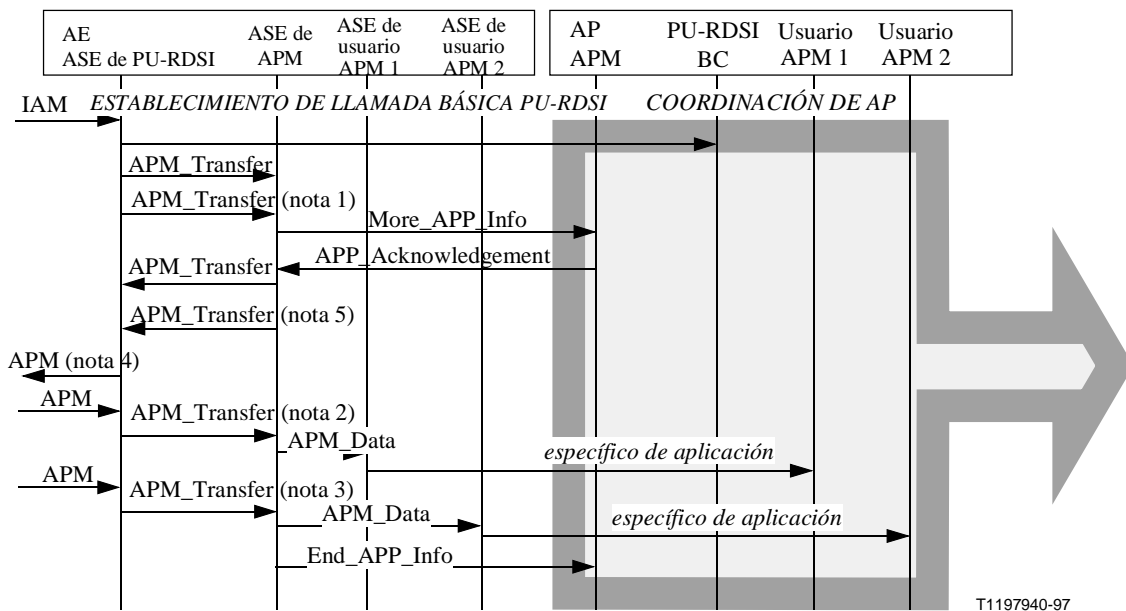 AE
ASE de PU-RDSI
ASE de
APM
ASE de
usuario
APM 1
ASE de
usuario
APM 2
AP
APM
PU-RDSI
BC
Usuario
APM 1
Usuario
APM 2
IAM
ESTABLECIMIENTO DE LLAMADA BÁSICA PU-RDSI
COORDINACIÓN DE AP
APM_Transfer
APM_Transfer (nota 1)
More_APP_Info
APP_Acknowledgement
APM_Transfer
APM_Transfer (nota 5)
APM (nota 4)
APM
APM_Transfer (nota 2)
APM_Data
específico de aplicación
APM
APM_Transfer (nota 3)
APM_Data
específico de aplicación
End_APP_Info
T1197940-97